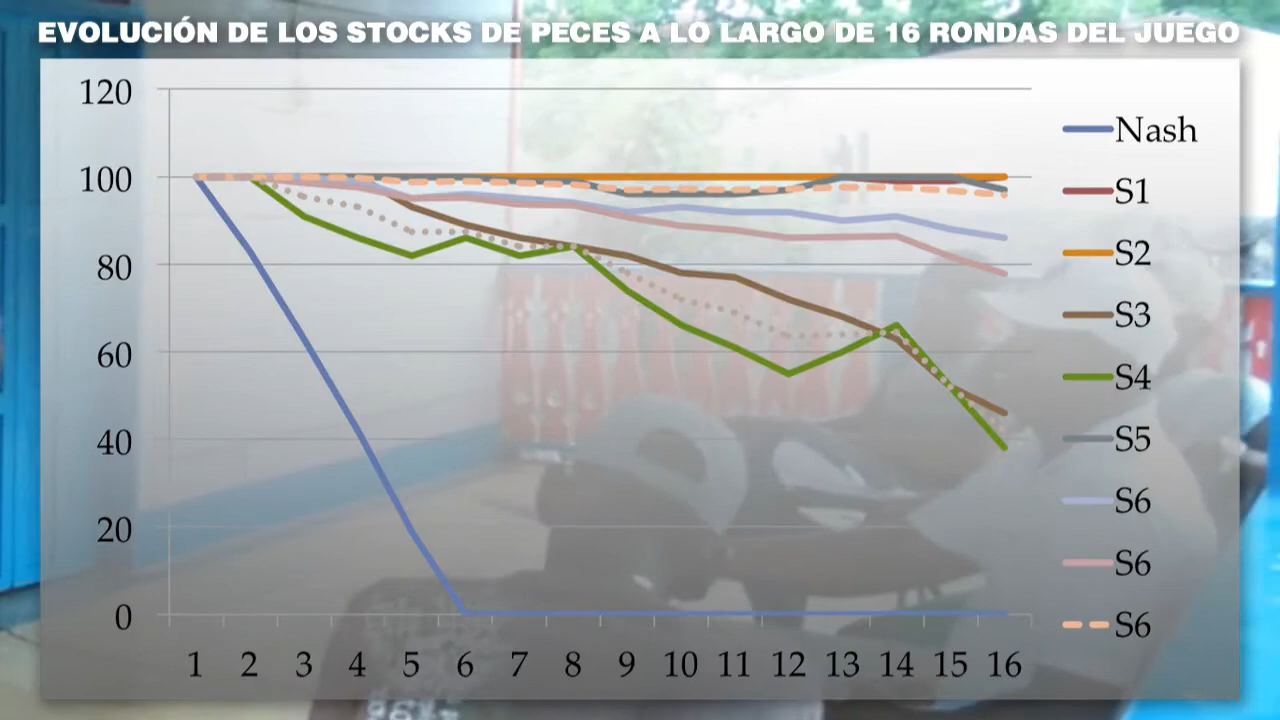 EVOLUCIÓN DE LOS STOCKS DE PECES A LO LARGO DE 16 RONDAS DEL JUEGO
120
100
80
60
40
20
0
1 2 3 4 5 6 7 8 9 10 11 12 13 14 15 16
Nash
S1
S2
S3
S4
S5
S6
S6
S6